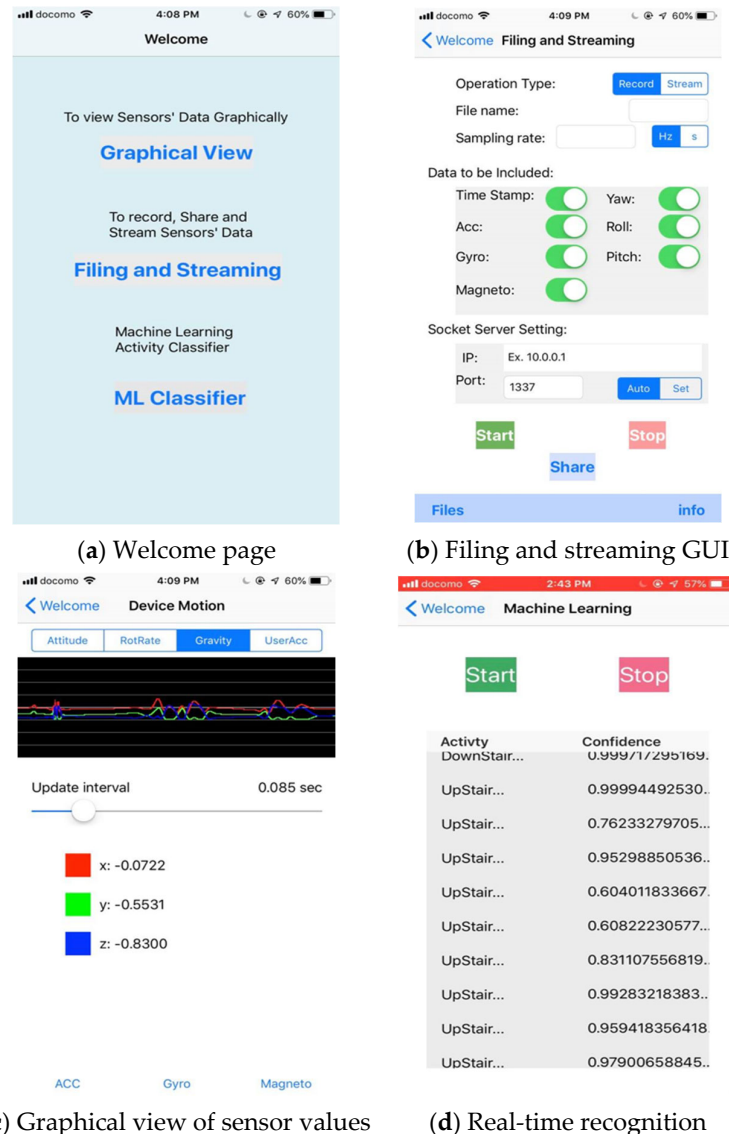 docomo 4:08 PM 60%
Welcome
To view Sensors' Data Graphically
Graphical View
To record, Share and
Stream Sensors' Data
Filing and Streaming
Machine Learning
Activity Classifier
ML Classifier
(a) Welcome page
docomo 4:09 PM 60%
Welcome Filing and Streaming
Operation Type: Record Stream
File name:
Sampling rate: Hz s
Data to be Included:
Time Stamp: Yaw:
Acc: Roll:
Gyro: Pitch:
Magneto:
Socket Server Setting:
IP: Ex. 10.0.0.1
Port: 1337 Auto Set
Start Stop
Share
Files info
(b) Filing and streaming GUI
docomo 4:09 PM 60%
Welcome Device Motion
Attitude RotRate Gravity UserAcc
Update interval 0.085 sec
x: -0.0722
y: -0.5531
z: -0.8300
ACC Gyro Magneto
) Graphical view of sensor values
docomo 2:43 PM 57%
Welcome Machine Learning
Start Stop
Activty Confidence
DownStair... 0.999717295169.
UpStair... 0.99994492530..
UpStair... 0.76233279705...
UpStair... 0.95298850536..
UpStair... 0.604011833667.
UpStair... 0.60822230577...
UpStair... 0.831107556819..
UpStair... 0.99283218383..
UpStair... 0.959418356418
UpStair... 0.97900658845..
(d) Real-time recognition